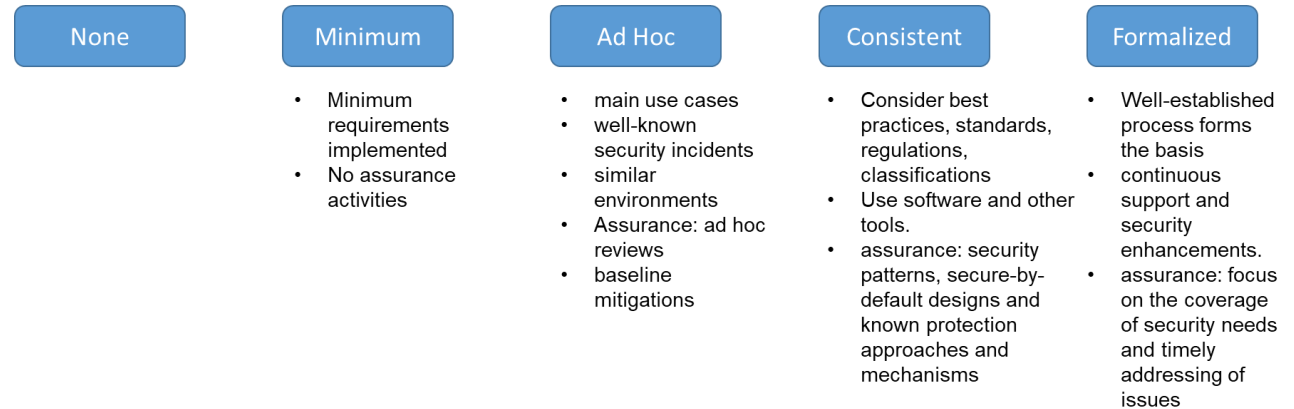 None
Minimum
Ad Hoc
Consistent
Formalized
• Minimum
requirements
implemented
• No assurance
activities
• main use cases
• well-known
security incidents
• similar
environments
• Assurance: ad hoc
reviews
• baseline
mitigations
• Consider best
practices, standards,
regulations,
classifications
• Use software and other
tools.
• assurance: security
patterns, secure-by-
default designs and
known protection
approaches and
mechanisms
• Well-established
process forms
the basis
• continuous
support and
security
enhancements.
• assurance: focus
on the coverage
of security needs
and timely
addressing of
issues